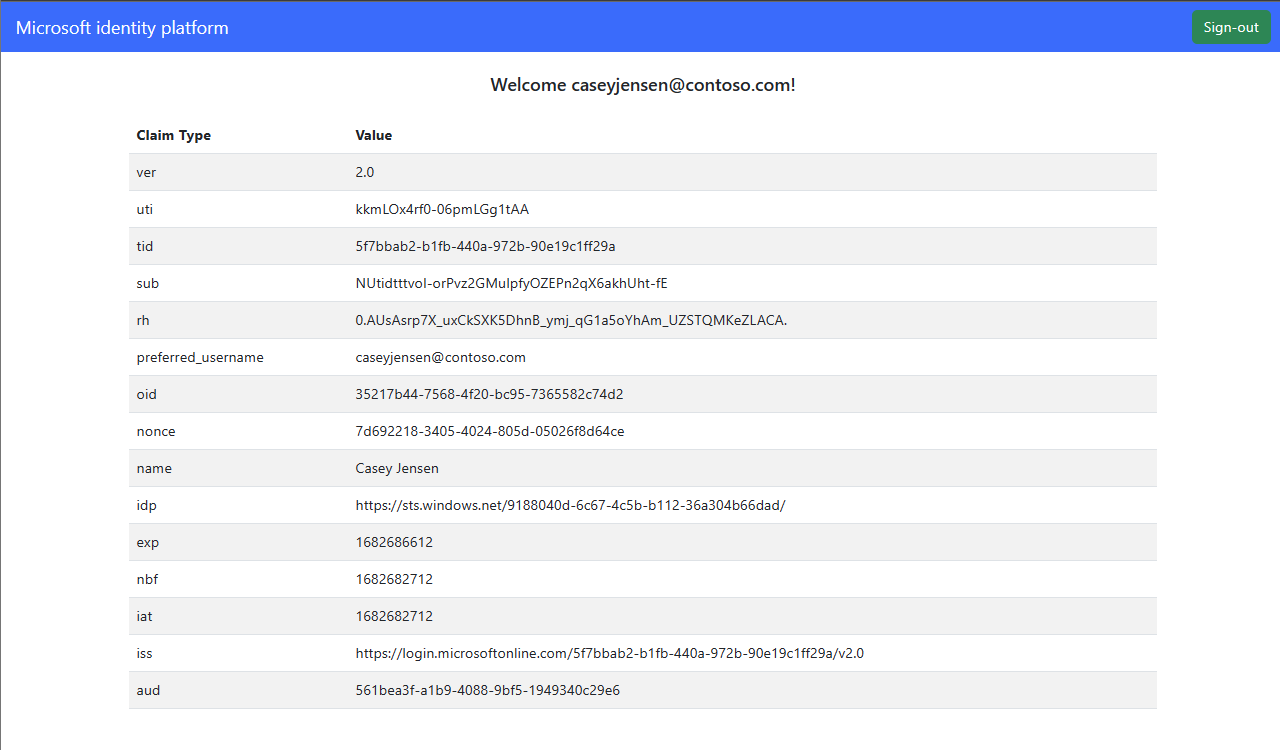 Microsoft identity platform Sign-out
Welcome caseyjensen@contoso.com!
Claim Type Value
ver 2.0
uti kkmLOx4rf0-06pmLGg1tAA
tid 5f7bbab2-b1fb-440a-972b-90e19c1ff29a
sub NUtidtttvoI-orPvz2GMuIpfyOZEPn2qX6akhUht-fE
rh 0.AUsAsrp7X_uxCkSXK5DhnB_ymj_qG1a5oYhAm_UZSTQMKeZLACA.
preferred_username caseyjensen@contoso.com
oid 35217b44-7568-4f20-bc95-7365582c74d2
nonce 7d692218-3405-4024-805d-05026f8d64ce
name Casey Jensen
idp https://sts.windows.net/9188040d-6c67-4c5b-b112-36a304b66dad/
exp 1682686612
nbf 1682682712
iat 1682682712
iss https://login.microsoftonline.com/5f7bbab2-b1fb-440a-972b-90e19c1ff29a/v2.0
aud 561bea3f-a1b9-4088-9bf5-1949340c29e6